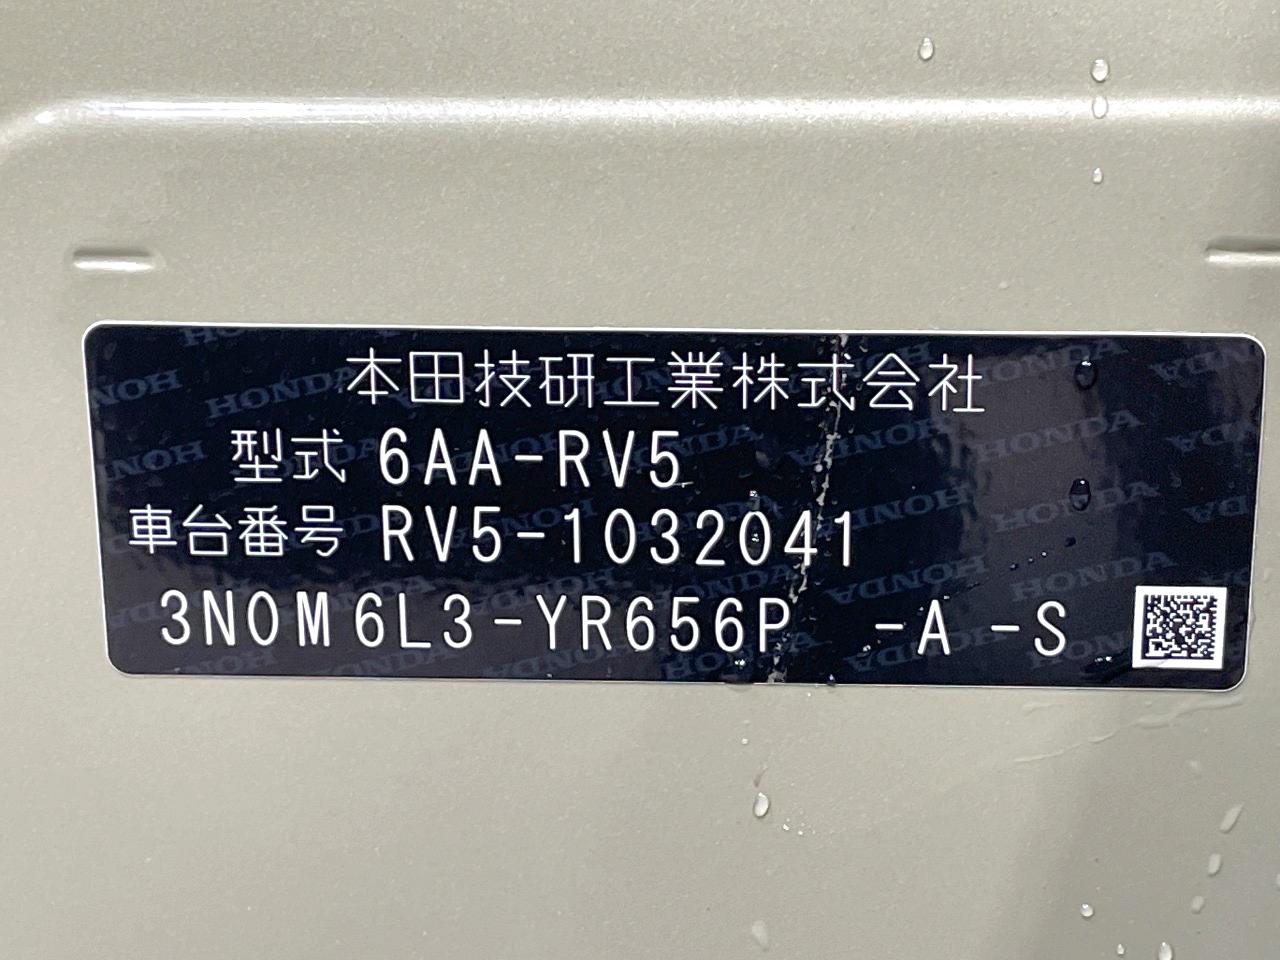 本田技研工業株式会社
型式 6AA-RV5
車台番号 RV5-1032041
3N0M6L3-YR656P -A -S